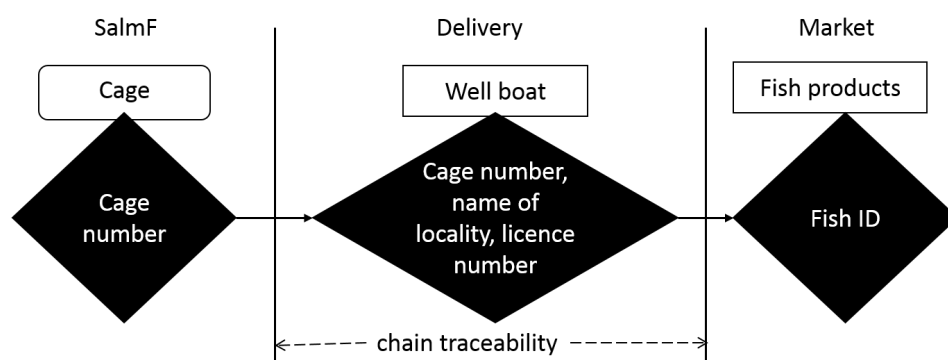 SalmF
Delivery
Market
Cage
Well boat
Fish products
Cage
number
Cage number,
name of
locality, licence
number
Fish ID
chain traceability